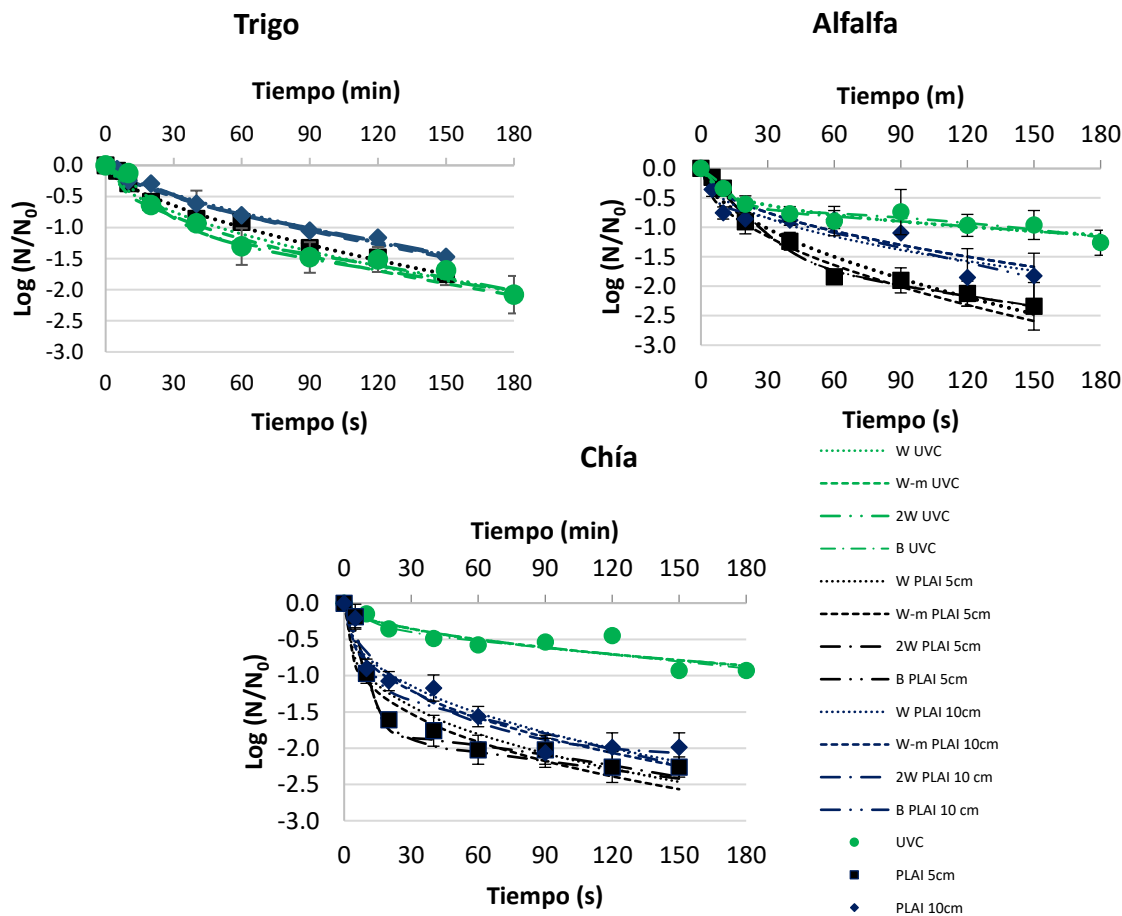 Trigo
Tiempo (min)
0 30 60 90 120 150 180
0.0
-0.5
-1.0
-1.5
-2.0
-2.5
-3.0
Log (N/N0)
0 30 60 90 120 150 180
Tiempo (s)
Alfalfa
Tiempo (m)
0 30 60 90 120 150 180
0.0
-0.5
-1.0
-1.5
-2.0
-2.5
-3.0
Log (N/N0)
0 30 60 90 120 150 180
Tiempo (s)
Chía
Tiempo (min)
0 30 60 90 120 150 180
0.0
-0.5
-1.0
-1.5
-2.0
-2.5
-3.0
Log (N/N0)
0 30 60 90 120 150 180
Tiempo (s)
W UVC
W-m UVC
2W UVC
B UVC
W PLAI 5cm
W-m PLAI 5cm
2W PLAI 5cm
B PLAI 5cm
W PLAI 10cm
W-m PLAI 10cm
2W PLAI 10 cm
B PLAI 10 cm
UVC
PLAI 5cm
PLAI 10cm